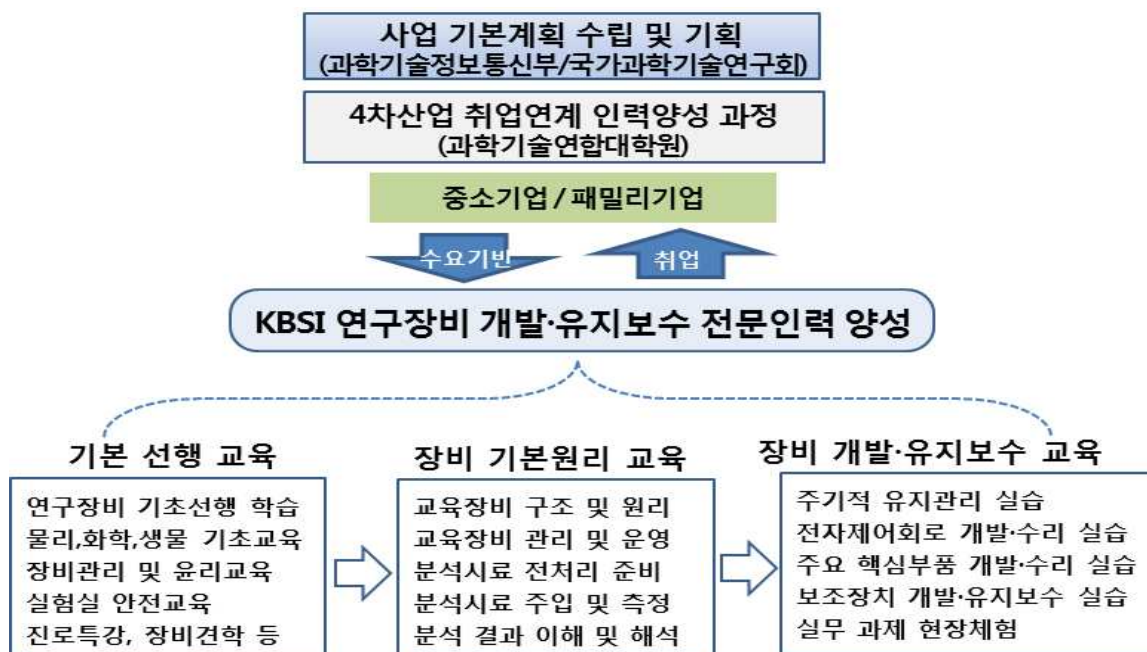 사업 기본계획 수립 및 기획
(과학기술정보통신부/국가과학기술연구회)
4차산업 취업연계 인력양성 과정
(과학기술연합대학원)
중소기업 / 패밀리기업
수요기반
취업
KBSI 연구장비 개발·유지보수 전문인력 양성
기본 선행 교육
연구장비 기초선행 학습
물리,화학,생물 기초교육
장비관리 및 윤리교육
실험실 안전교육
진로특강, 장비견학 등
장비 기본원리 교육
교육장비 구조 및 원리
교육장비 관리 및 운영
분석시료 전처리 준비
분석시료 주입 및 측정
분석 결과 이해 및 해석
장비 개발·유지보수 교육
주기적 유지관리 실습
전자제어회로 개발·수리 실습
주요 핵심부품 개발·수리 실습
보조장치 개발·유지보수 실습
실무 과제 현장체험